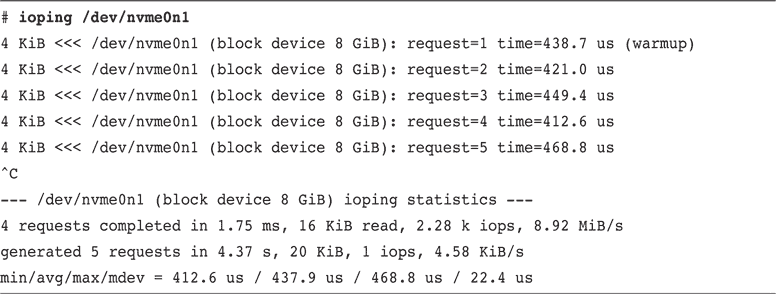 # ioping /dev/nvme0n1
4 KiB <<< /dev/nvme0n1 (block device 8 GiB): request=1 time=438.7 us (warmup)
4 KiB <<< /dev/nvme0n1 (block device 8 GiB): request=2 time=421.0 us
4 KiB <<< /dev/nvme0n1 (block device 8 GiB): request=3 time=449.4 us
4 KiB <<< /dev/nvme0n1 (block device 8 GiB): request=4 time=412.6 us
4 KiB <<< /dev/nvme0n1 (block device 8 GiB): request=5 time=468.8 us
^C
--- /dev/nvme0n1 (block device 8 GiB) ioping statistics ---
4 requests completed in 1.75 ms, 16 KiB read, 2.28 k iops, 8.92 MiB/s
generated 5 requests in 4.37 s, 20 KiB, 1 iops, 4.58 KiB/s
min/avg/max/mdev = 412.6 us / 437.9 us / 468.8 us / 22.4 us